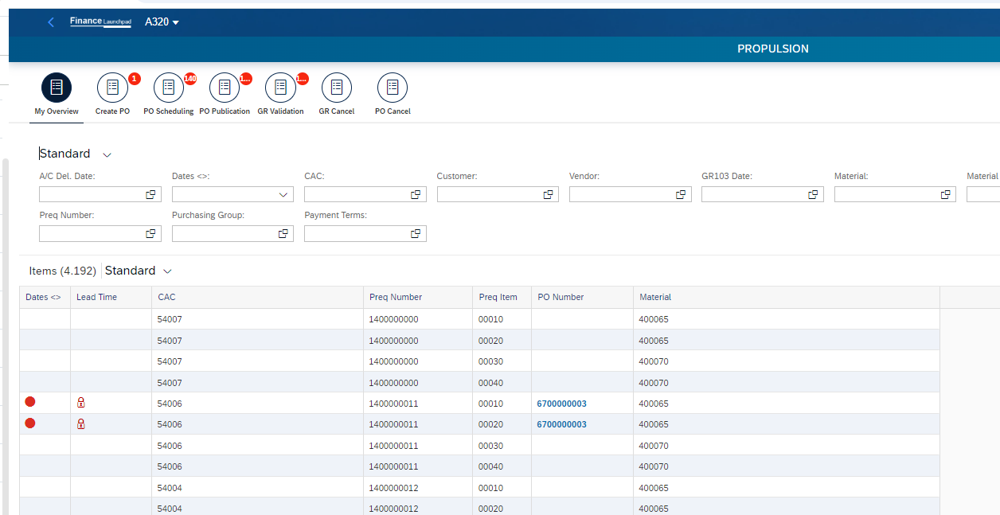 Finance Launchpad A320
PROPULSION
1 140 1... 1...
My Overview Create PO PO Scheduling PO Publication GR Validation GR Cancel PO Cancel
Standard
A/C Del. Date: Dates <>: CAC: Customer: Vendor: GR103 Date: Material: Material
Preq Number: Purchasing Group: Payment Terms:
Items (4.192) Standard
Dates <> Lead Time CAC Preq Number Preq Item PO Number Material
54007 1400000000 00010 400065
54007 1400000000 00020 400065
54007 1400000000 00030 400070
54007 1400000000 00040 400070
54006 1400000011 00010 6700000003 400065
54006 1400000011 00020 6700000003 400065
54006 1400000011 00030 400070
54006 1400000011 00040 400070
54004 1400000012 00010 400065
54004 1400000012 00020 400065